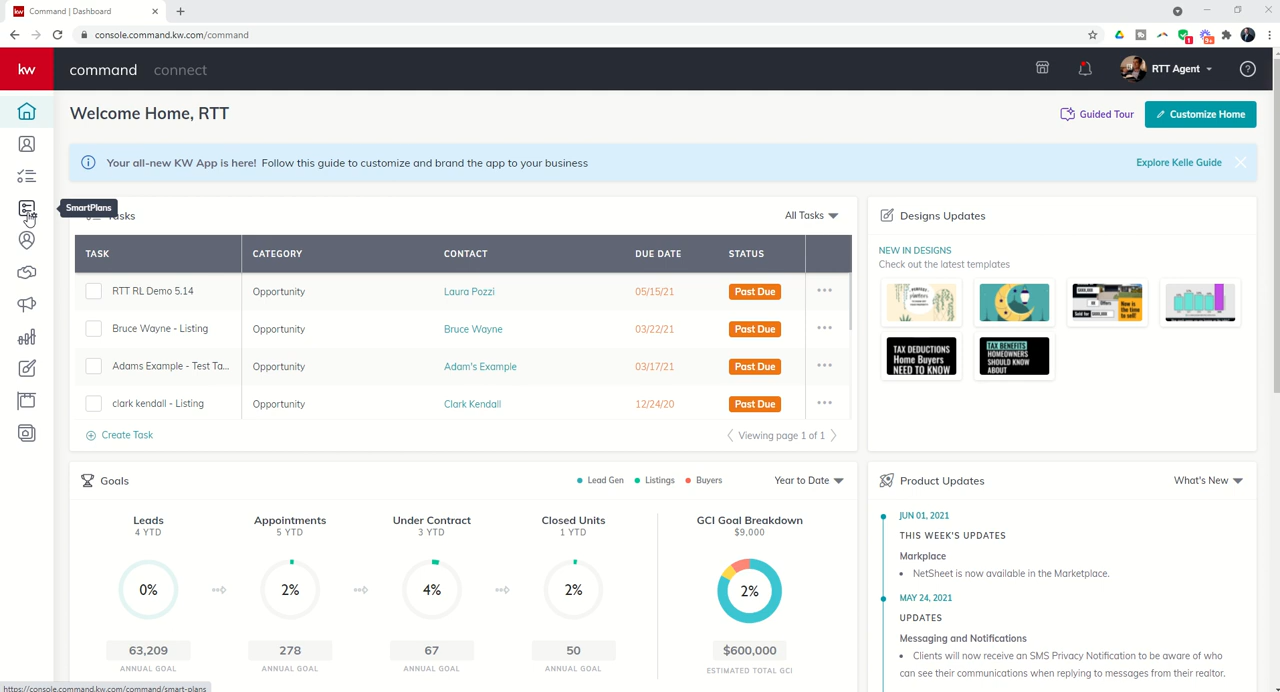 Command | Dashboard
console.command.kw.com/command
kw
command
connect
RTT Agent
Welcome Home, RTT
Guided Tour
Customize Home
Your all-new KW App is here! Follow this guide to customize and brand the app to your business
Explore Kelle Guide
SmartPlans
Tasks
All Tasks
TASK CATEGORY CONTACT DUE DATE STATUS
RTT RL Demo 5.14 Opportunity Laura Pozzi 05/15/21 Past Due
Bruce Wayne - Listing Opportunity Bruce Wayne 03/22/21 Past Due
Adams Example - Test Ta... Opportunity Adam's Example 03/17/21 Past Due
clark kendall - Listing Opportunity Clark Kendall 12/24/20 Past Due
Create Task
Viewing page 1 of 1
Designs Updates
NEW IN DESIGNS
Check out the latest templates
TAX DEDUCTIONS
Home Buyers
NEED TO KNOW
TAX BENEFITS
HOMEOWNERS
SHOULD KNOW
ABOUT
Goals
Lead Gen Listings Buyers
Year to Date
Leads
4 YTD
0%
63,209
ANNUAL GOAL
Appointments
5 YTD
2%
278
ANNUAL GOAL
Under Contract
3 YTD
4%
67
ANNUAL GOAL
Closed Units
1 YTD
2%
50
ANNUAL GOAL
GCI Goal Breakdown
$9,000
2%
$600,000
ESTIMATED TOTAL GCI
Product Updates
What's New
JUN 01, 2021
THIS WEEK'S UPDATES
Markplace
• NetSheet is now available in the Marketplace.
MAY 24, 2021
UPDATES
Messaging and Notifications
• Clients will now receive an SMS Privacy Notification to be aware of who
can see their communications when replying to messages from their realtor.
https://console.command.kw.com/command/smart-plans